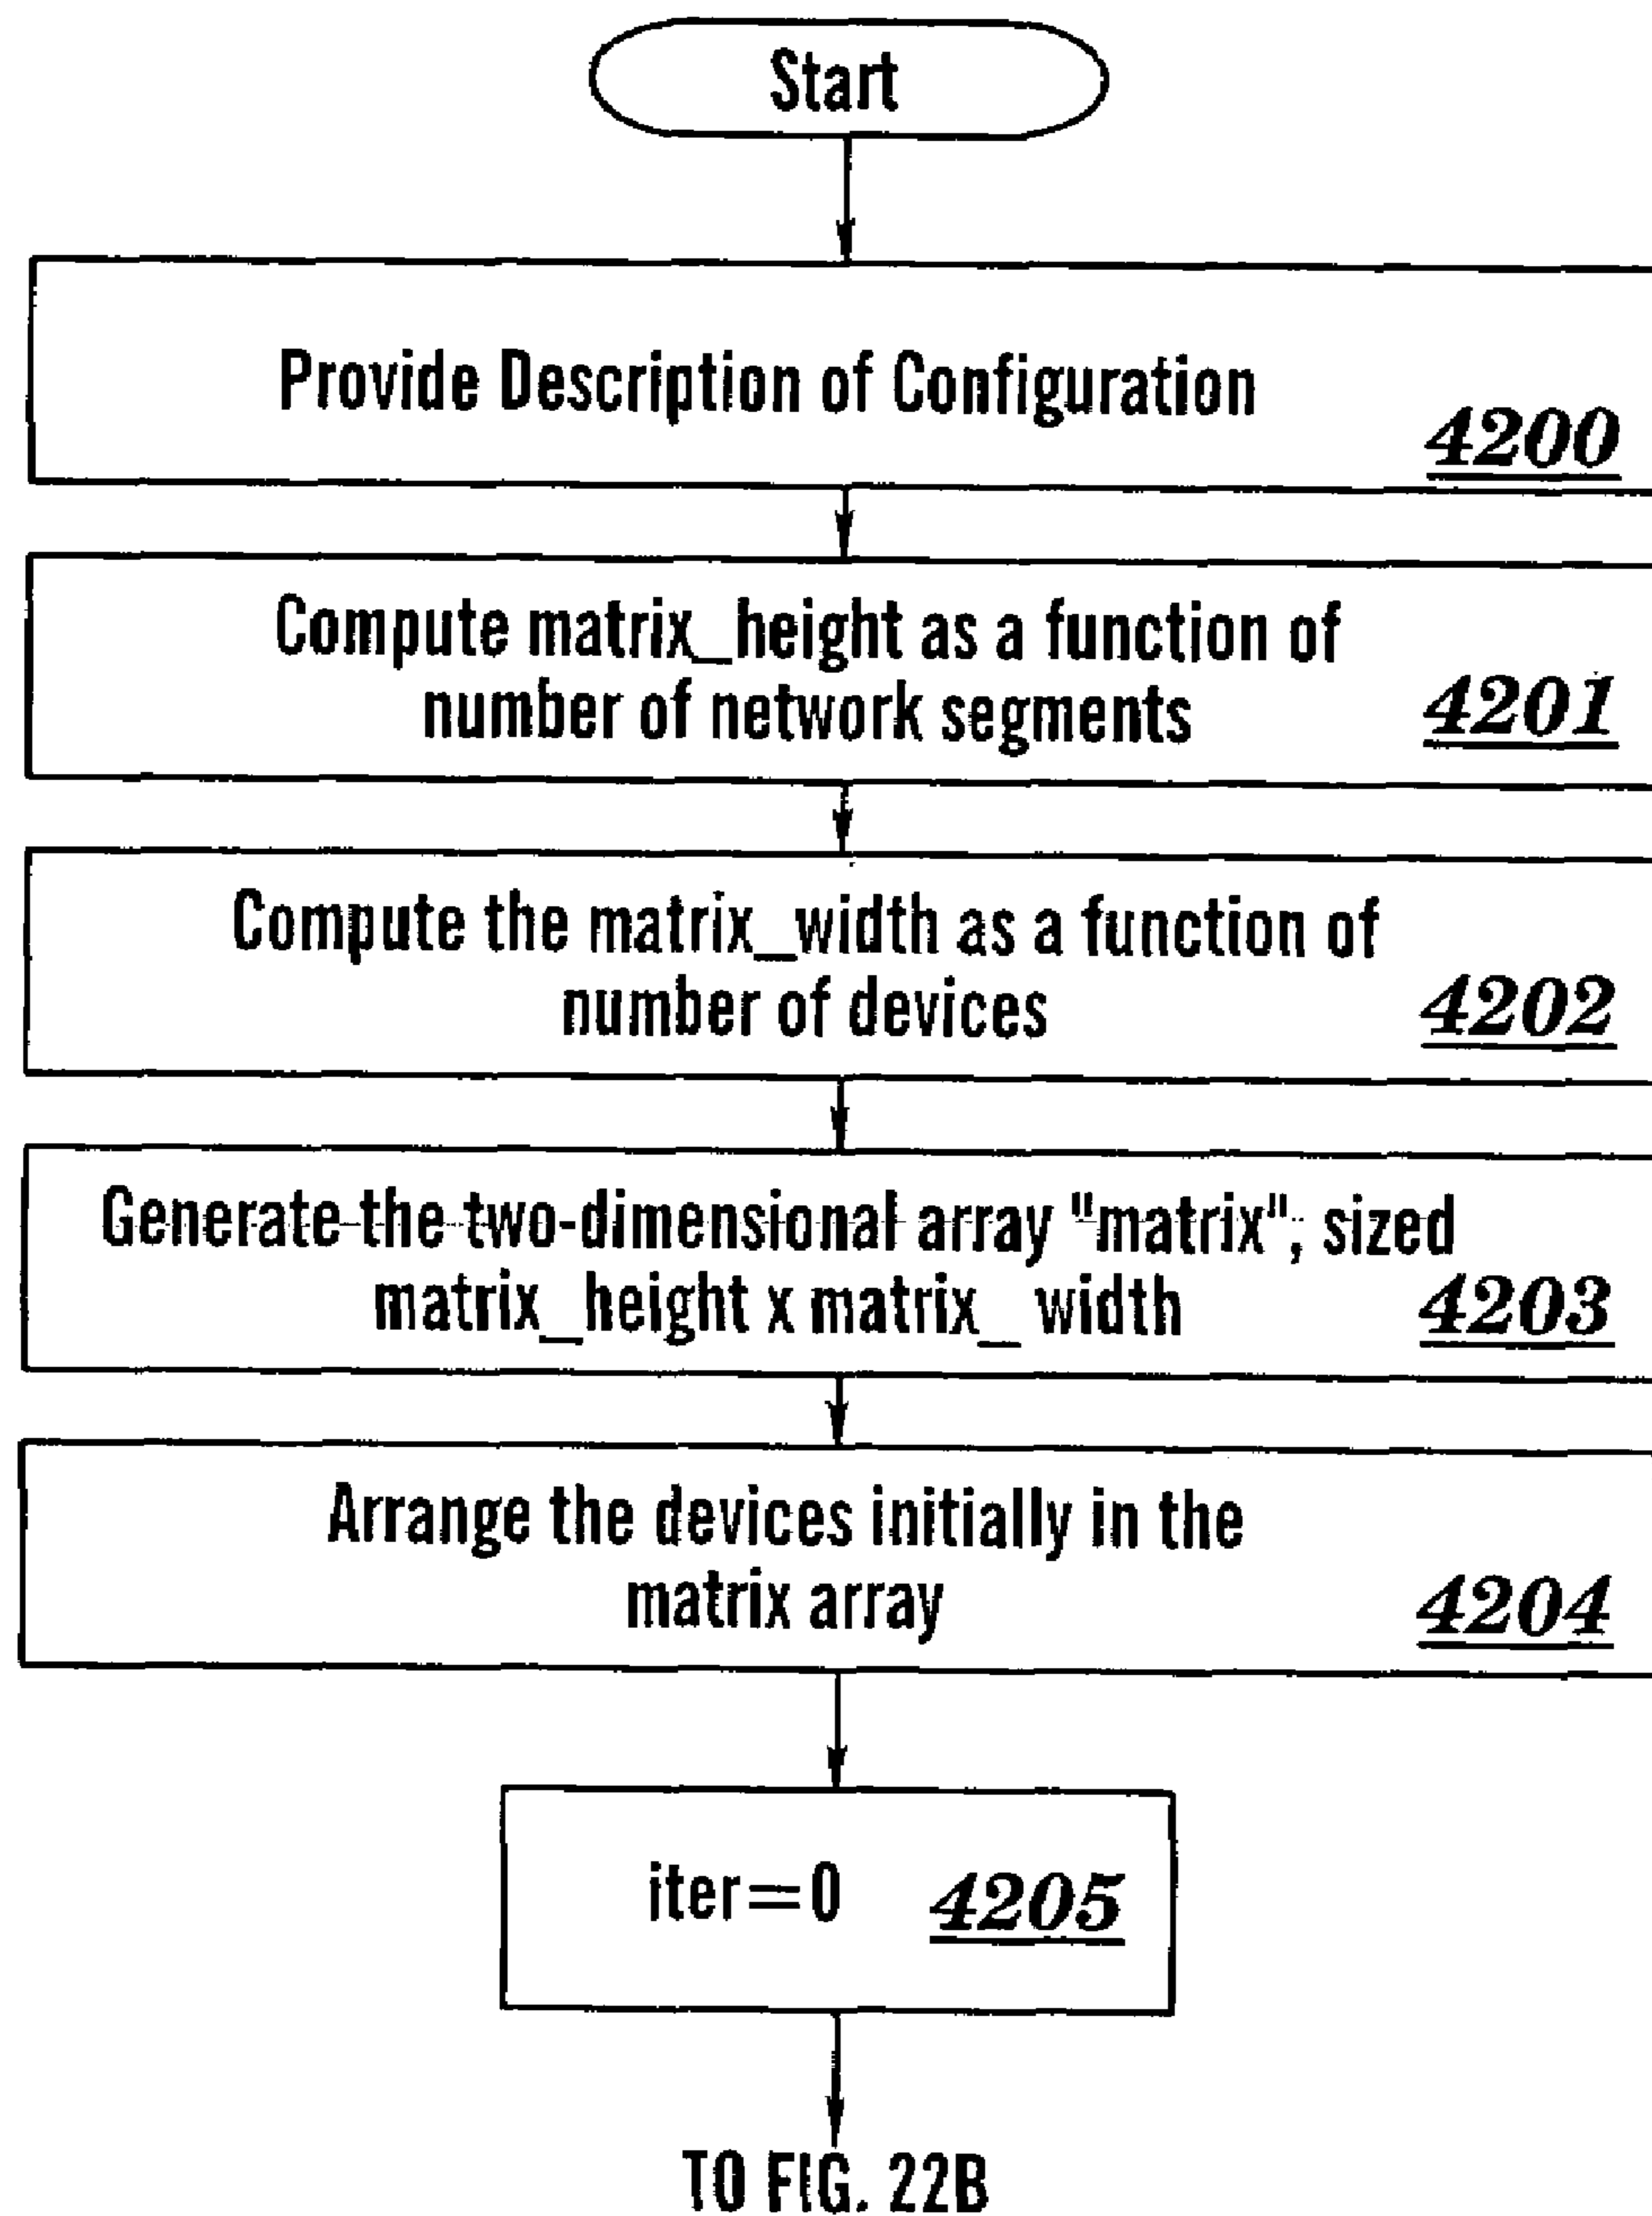 Start
Provide Description of Configuration
4200
Compute matrix_height as a function of
number of network segments
4201
Compute the matrix_width as a function of
number of devices
4202
Generate the two-dimensional array "matrix", sized
matrix_height x matrix_ width
4203
Arrange the devices initially in the
matrix array
4204
iter=0 4205
TO FIG. 22B